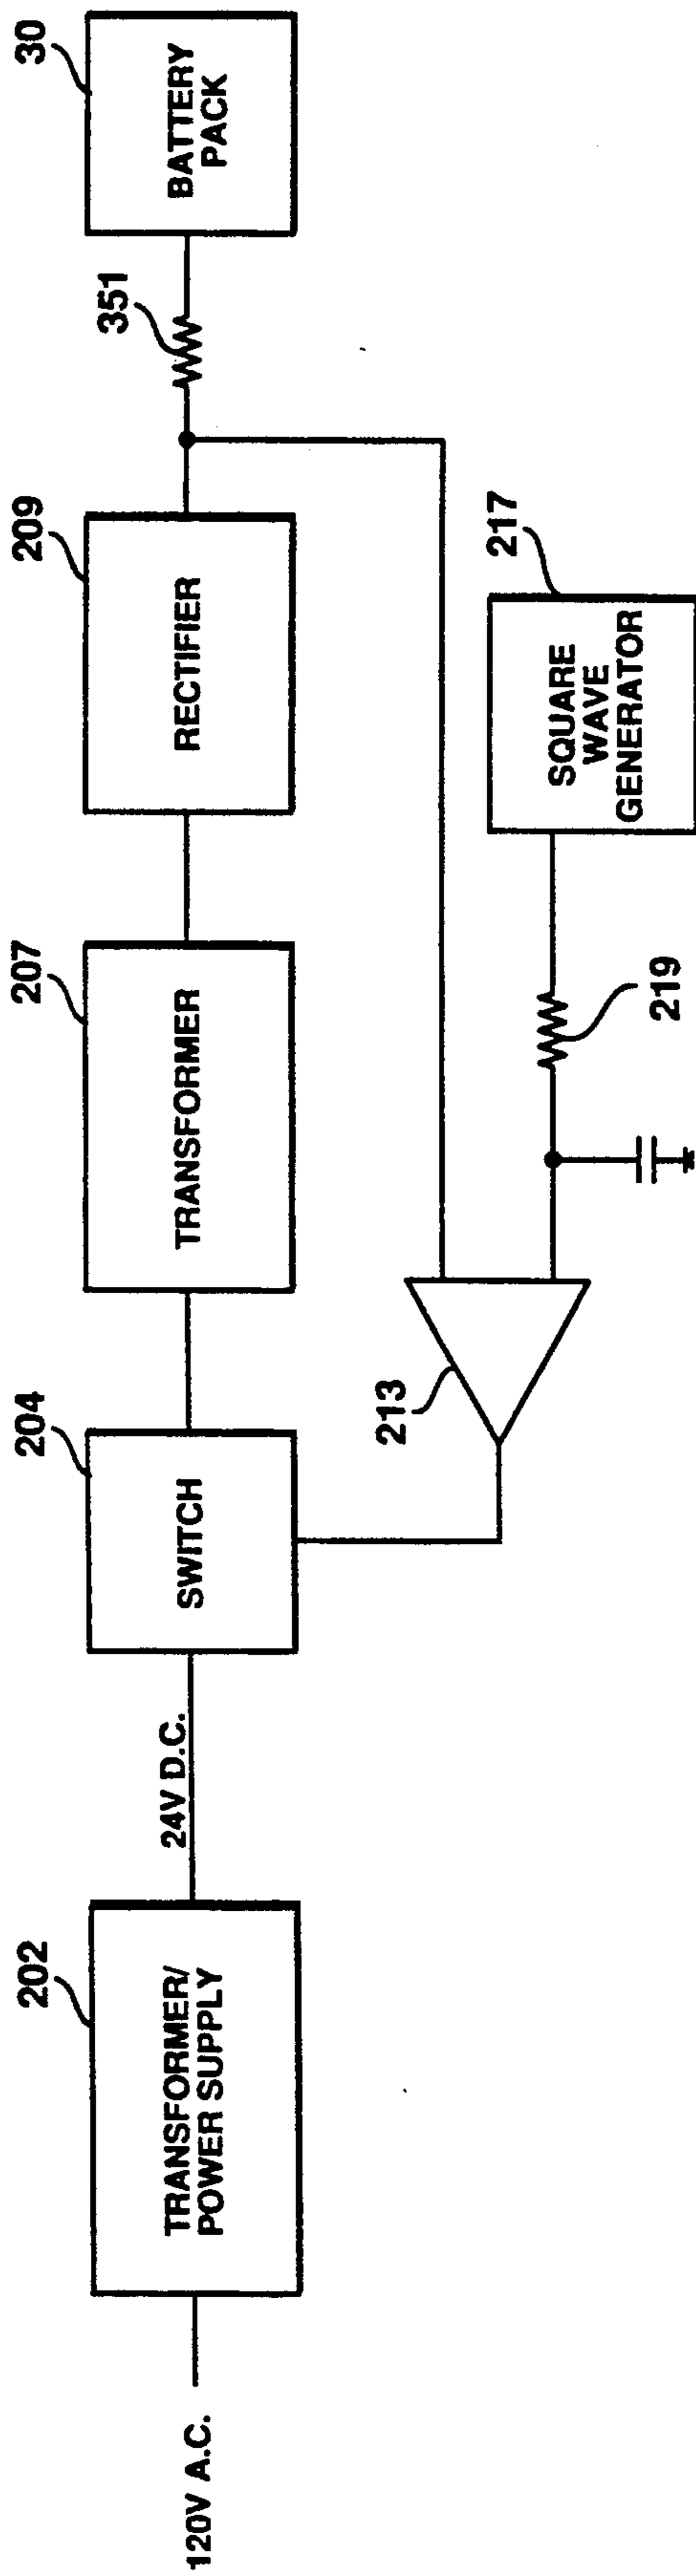 120V A.C.
202
TRANSFORMER/
POWER SUPPLY
24V D.C.
204
SWITCH
207
TRANSFORMER
209
RECTIFIER
351
30
BATTERY
PACK
213
219
217
SQUARE
WAVE
GENERATOR